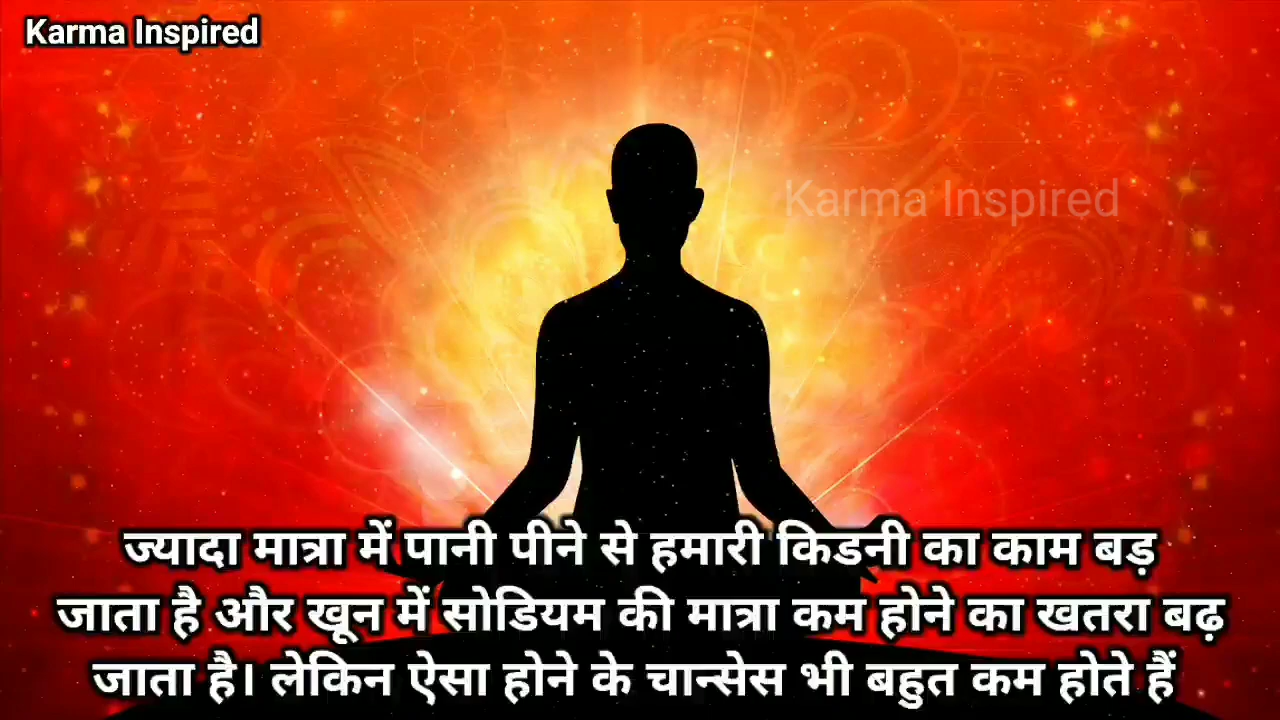 Karma Inspired
Karma Inspired
ज्यादा मात्रा में पानी पीने से हमारी किडनी का काम बड़
जाता है और खून में सोडियम की मात्रा कम होने का खतरा बढ़
जाता है। लेकिन ऐसा होने के चान्सेस भी बहुत कम होते हैं